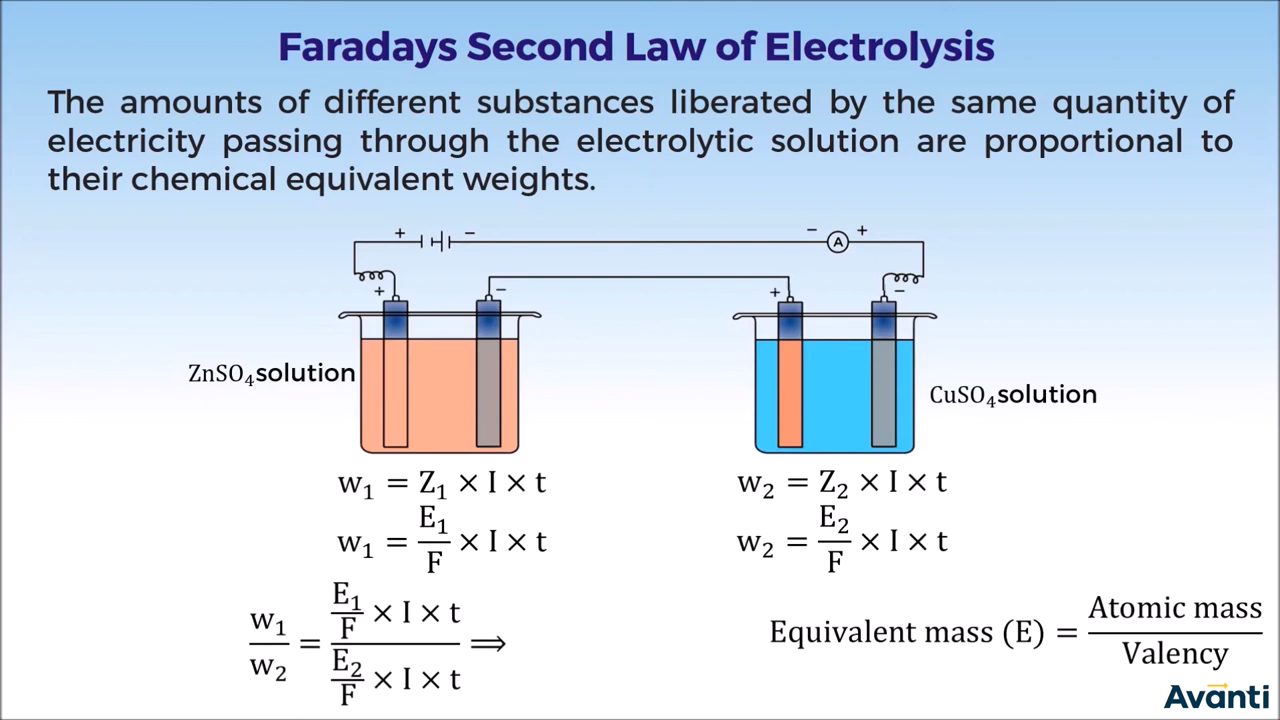 Faradays Second Law of Electrolysis
The amounts of different substances liberated by the same quantity of
electricity passing through the electrolytic solution are proportional to
their chemical equivalent weights.
+ − − A +
+ − + −
ZnSO₄solution
CuSO₄solution
w₁ = Z₁ × I × t
w₂ = Z₂ × I × t
w₁ = E₁/F × I × t
w₂ = E₂/F × I × t
w₁/w₂ = (E₁/F × I × t)/(E₂/F × I × t) ⟹
Equivalent mass (E) = Atomic mass/Valency
Avanti